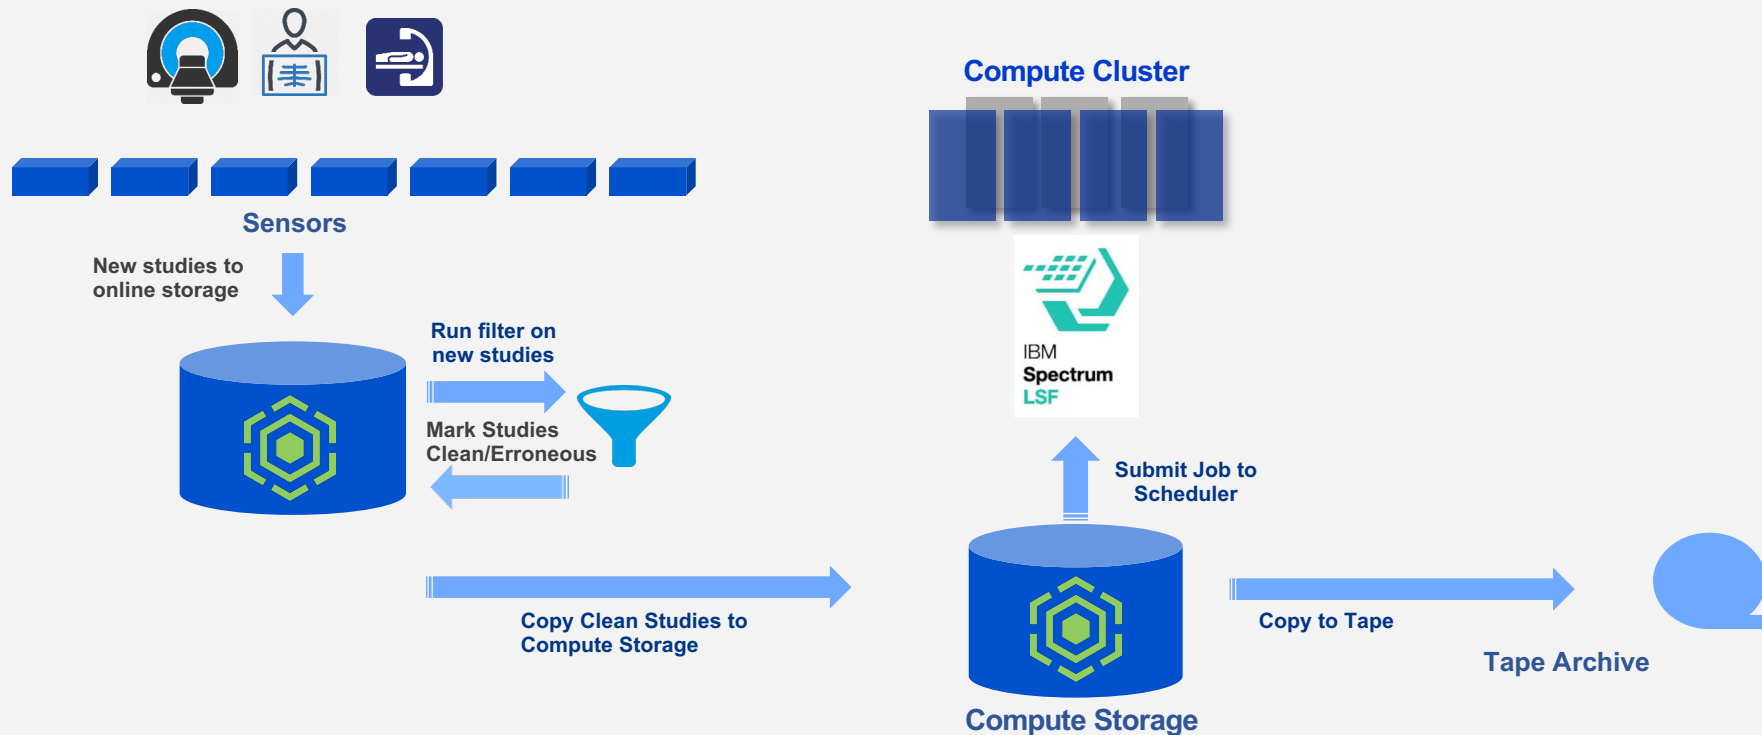 Compute Cluster
Sensors
New studies to
online storage
Run filter on
new studies
Mark Studies
Clean/Erroneous
IBM
Spectrum
LSF
Submit Job to
Scheduler
Copy Clean Studies to
Compute Storage
Copy to Tape
Tape Archive
Compute Storage